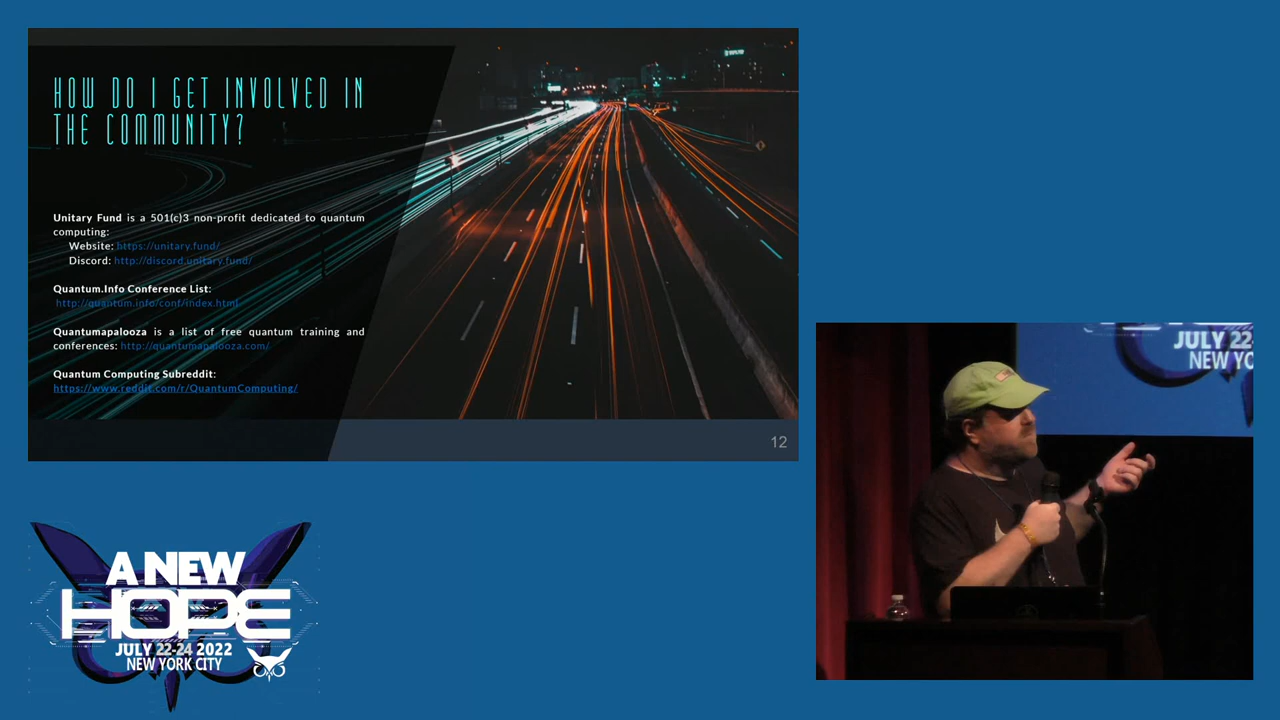 HOW DO I GET INVOLVED IN
THE COMMUNITY?
Unitary Fund is a 501(c)3 non-profit dedicated to quantum
computing:
Website: https://unitary.fund/
Discord: http://discord.unitary.fund/
Quantum.Info Conference List:
http://quantum.info/conf/index.html
Quantumapalooza is a list of free quantum training and
conferences: http://quantumapalooza.com/
Quantum Computing Subreddit:
https://www.reddit.com/r/QuantumComputing/
12
JULY 22
NEW YO
A NEW
HOPE
JULY 22-24 2022
NEW YORK CITY